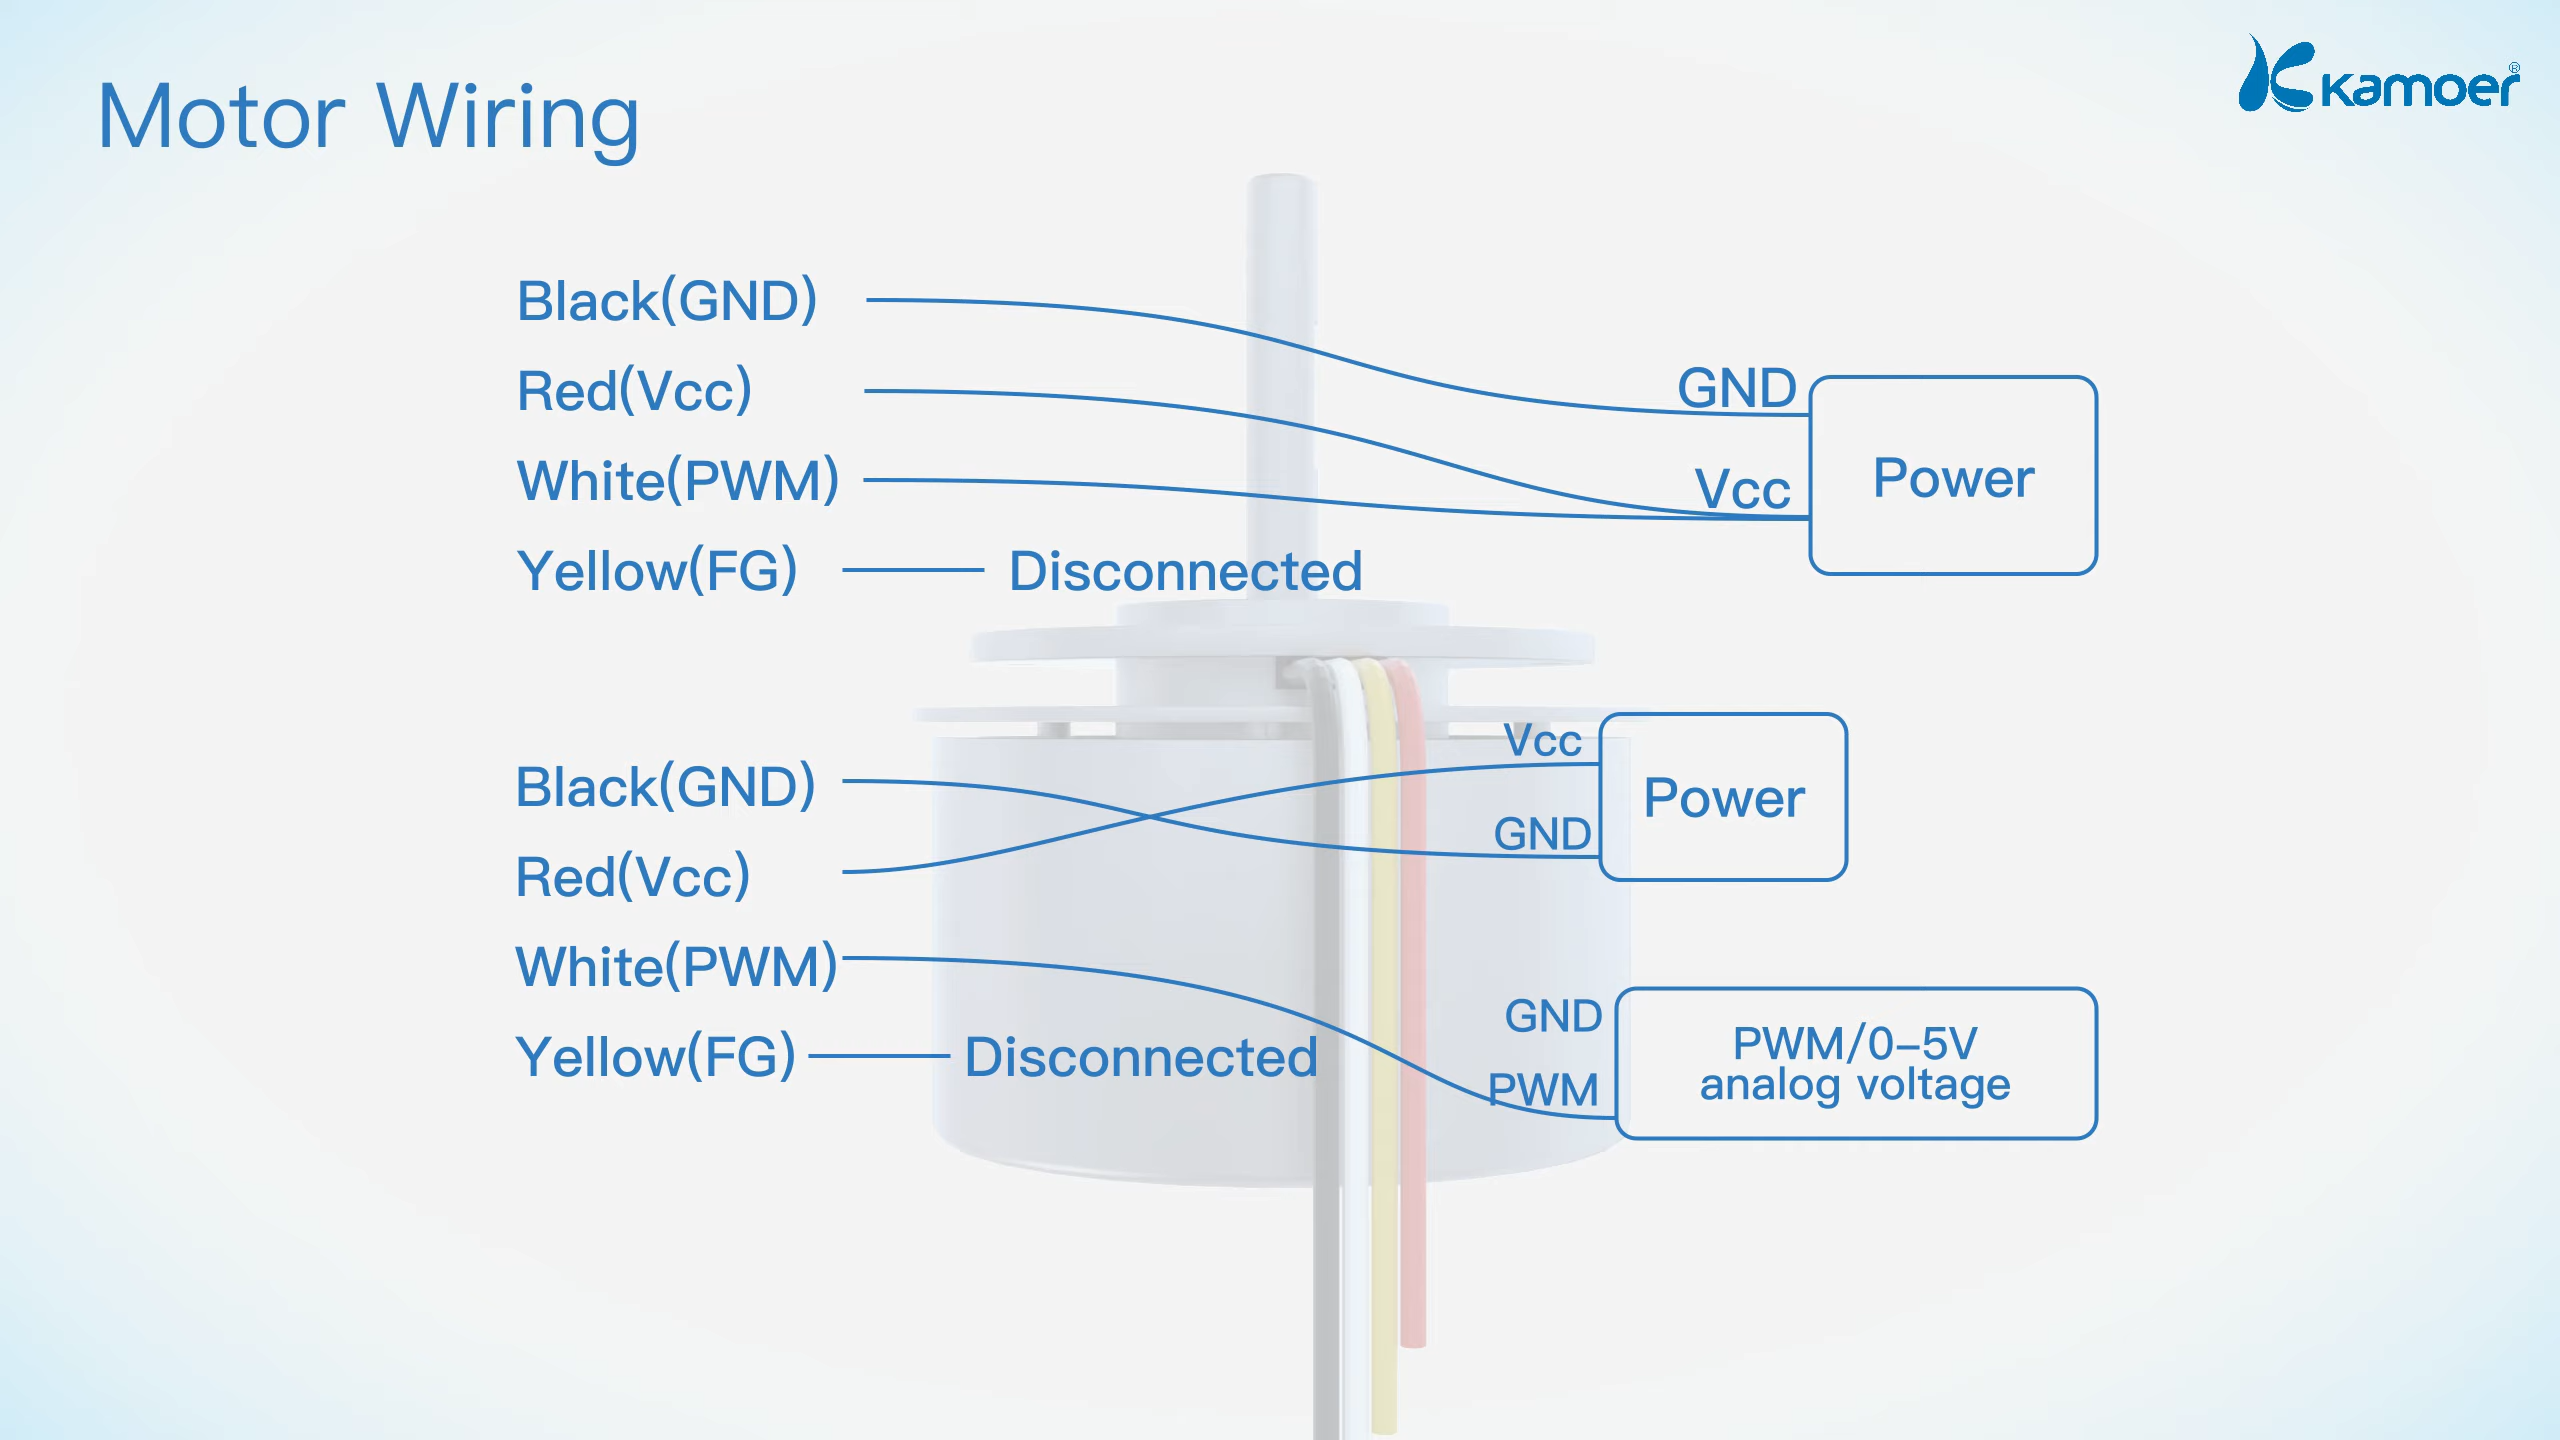 Motor Wiring
Kamoer®
Black(GND)
Red(Vcc)
White(PWM)
Yellow(FG)
Disconnected
GND
Vcc
Power
Black(GND)
Red(Vcc)
White(PWM)
Yellow(FG)
Disconnected
Vcc
GND
Power
GND
PWM
PWM/0-5V
analog voltage